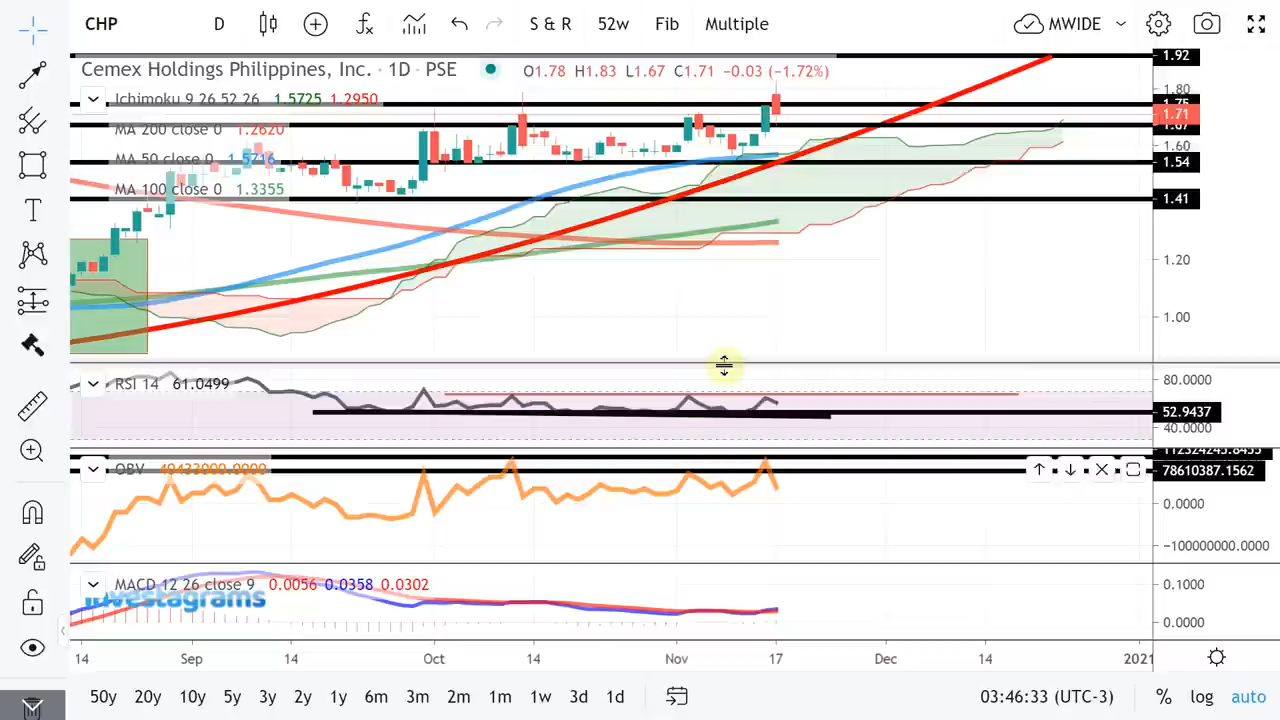 CHP D S & R 52w Fib Multiple MWIDE
Cemex Holdings Philippines, Inc. · 1D · PSE O1.78 H1.83 L1.67 C1.71 −0.03 (−1.72%)
Ichimoku 9 26 52 26 1.5725 1.2950
MA 200 close 0 1.2620
MA 50 close 0 1.5716
MA 100 close 0 1.3355
1.92
1.80
1.75
1.71
1.67
1.60
1.54
1.41
1.20
1.00
RSI 14 61.0499
80.0000
52.9437
40.0000
OBV 49433000.0000
78610387.1562
0.0000
−100000000.0000
MACD 12 26 close 9 0.0056 0.0358 0.0302
Investagrams
0.1000
0.0000
14 Sep 14 Oct 14 Nov 17 Dec 14 2021
50y 20y 10y 5y 3y 2y 1y 6m 3m 2m 1m 1w 3d 1d 03:46:33 (UTC-3) % log auto